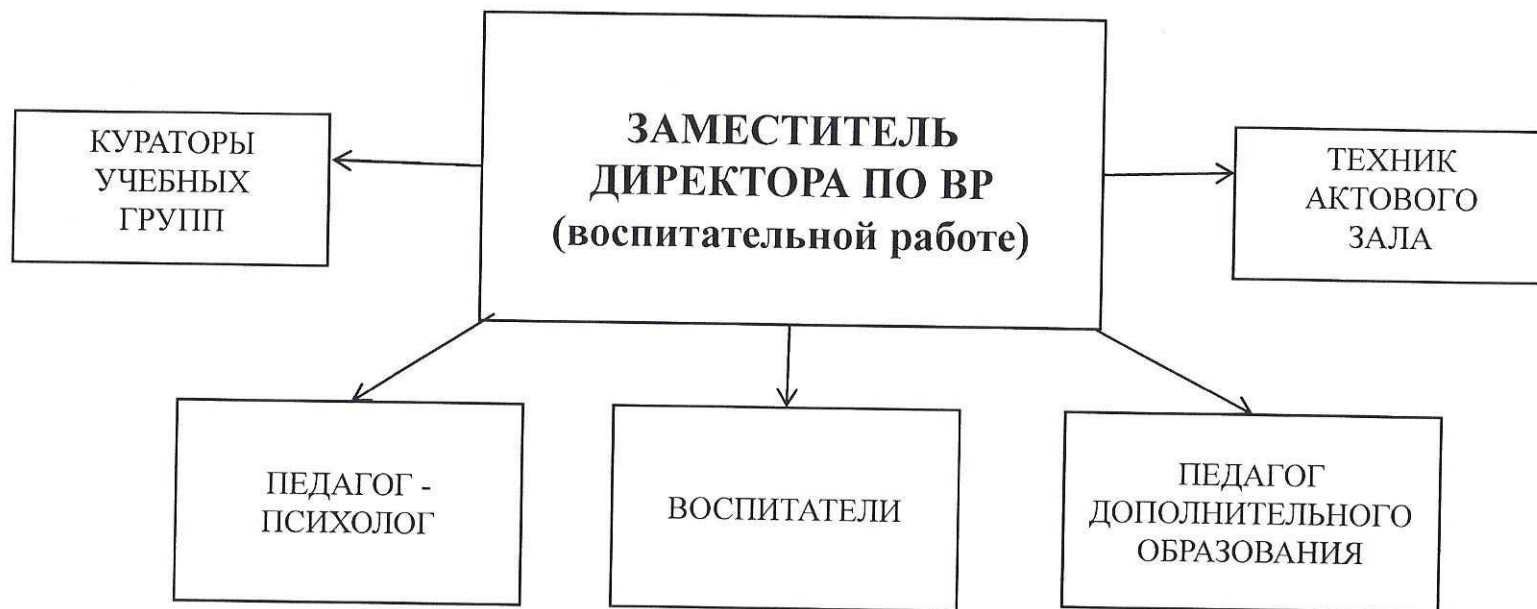 ЗАМЕСТИТЕЛЬ
ДИРЕКТОРА ПО ВР
(воспитательной работе)
КУРАТОРЫ
УЧЕБНЫХ
ГРУПП
ТЕХНИК
АКТОВОГО
ЗАЛА
ПЕДАГОГ -
ПСИХОЛОГ
ВОСПИТАТЕЛИ
ПЕДАГОГ
ДОПОЛНИТЕЛЬНОГО
ОБРАЗОВАНИЯ